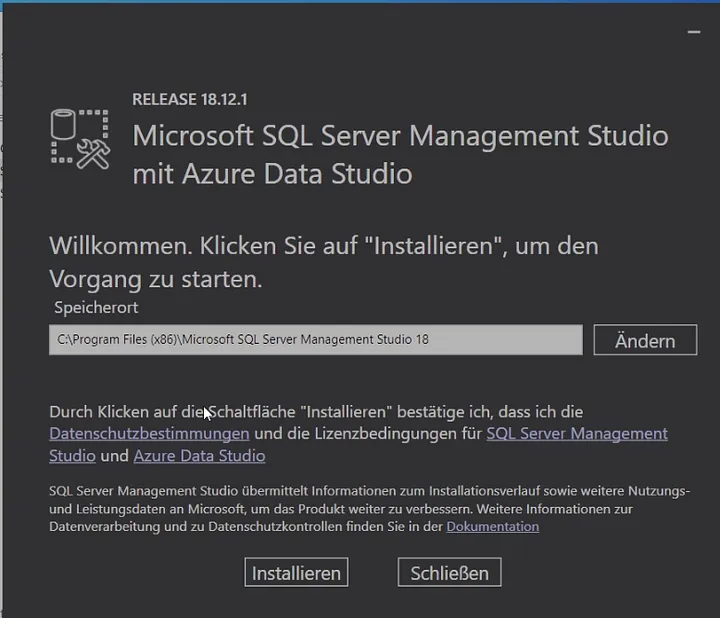 RELEASE 18.12.1
Microsoft SQL Server Management Studio
mit Azure Data Studio
Willkommen. Klicken Sie auf "Installieren", um den
Vorgang zu starten.
Speicherort
C:\Program Files (x86)\Microsoft SQL Server Management Studio 18
Ändern
Durch Klicken auf die Schaltfläche "Installieren" bestätige ich, dass ich die
Datenschutzbestimmungen und die Lizenzbedingungen für SQL Server Management
Studio und Azure Data Studio
SQL Server Management Studio übermittelt Informationen zum Installationsverlauf sowie weitere Nutzungs-
und Leistungsdaten an Microsoft, um das Produkt weiter zu verbessern. Weitere Informationen zur
Datenverarbeitung und zu Datenschutzkontrollen finden Sie in der Dokumentation
Installieren
Schließen